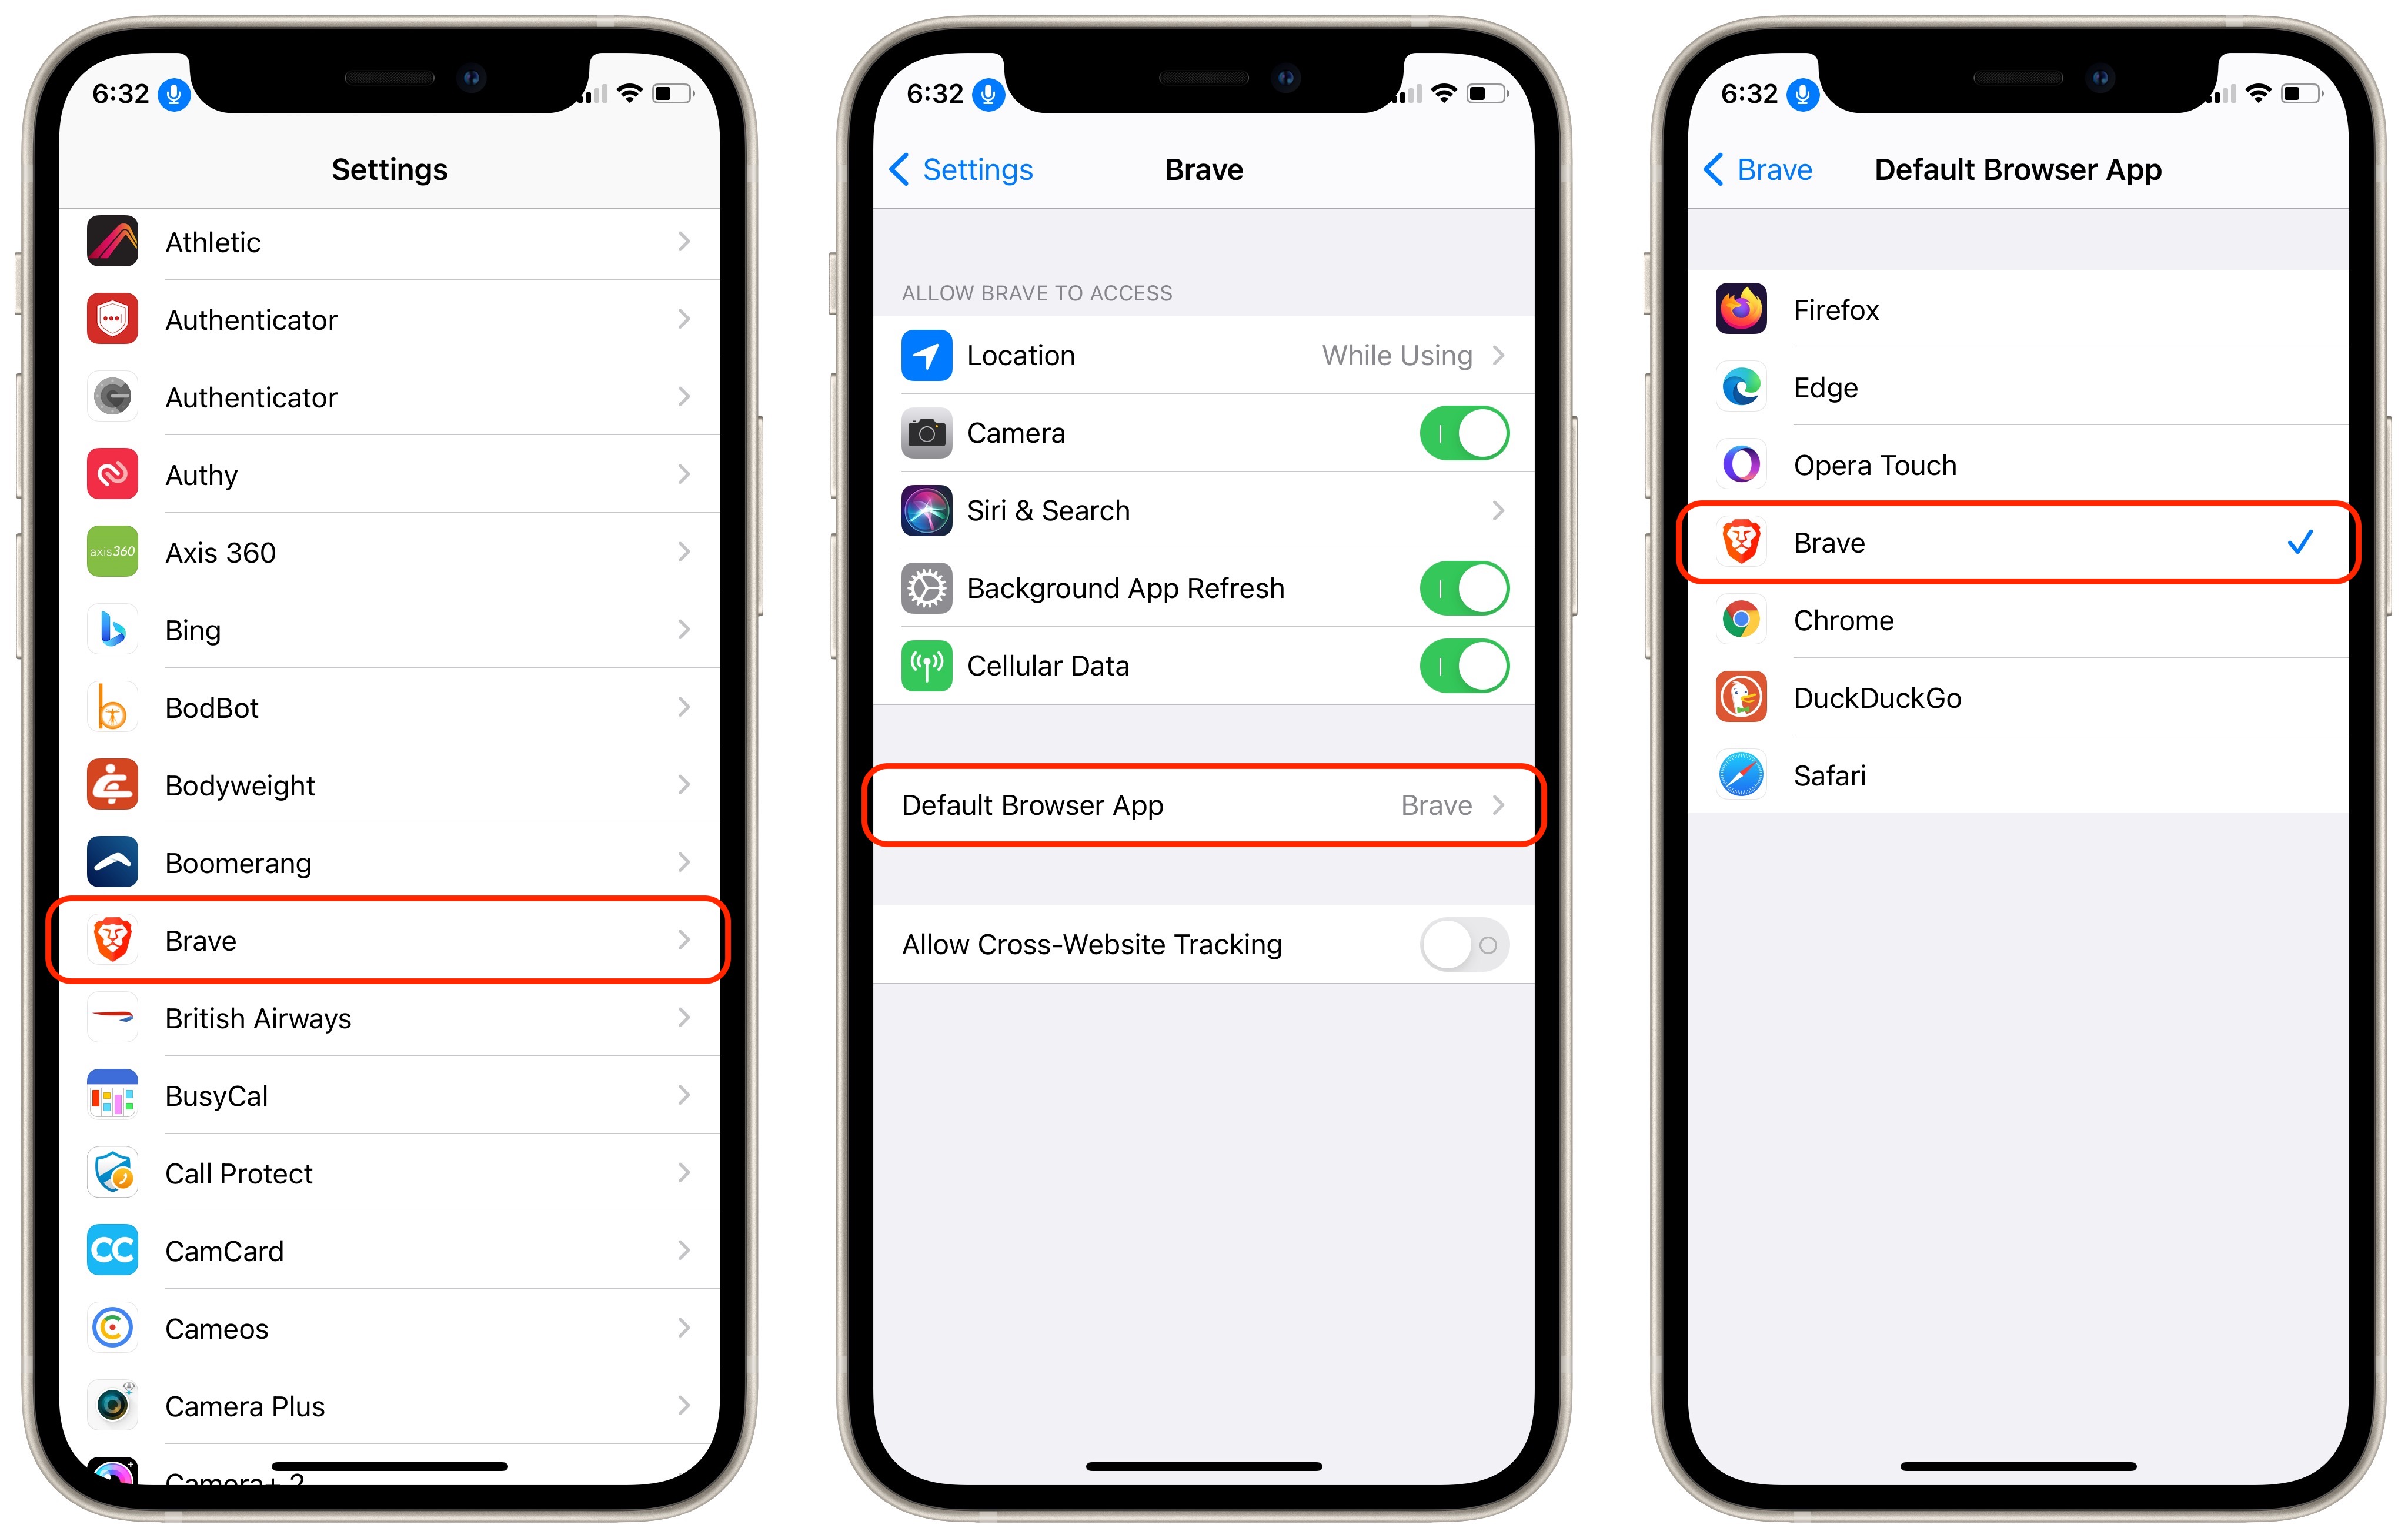 6:32
Settings
Athletic
Authenticator
Authenticator
Authy
axis360
Axis 360
Bing
BodBot
Bodyweight
Boomerang
Brave
British Airways
BusyCal
Call Protect
CC
CamCard
Cameos
Camera Plus
Camera+ 2
6:32
Settings
Brave
ALLOW BRAVE TO ACCESS
Location While Using
Camera
Siri & Search
Background App Refresh
Cellular Data
Default Browser App Brave
Allow Cross-Website Tracking
6:32
Brave
Default Browser App
Firefox
Edge
Opera Touch
Brave
Chrome
DuckDuckGo
Safari